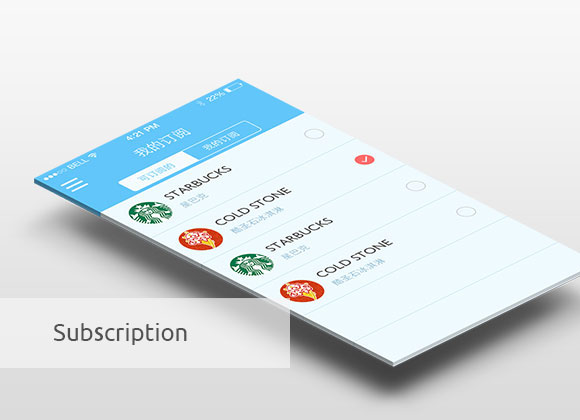 BELL
4:21 PM
22%
我的订阅
可订阅的
我的订阅
STARBUCKS
星巴克
COLD STONE
酷圣石冰淇淋
STARBUCKS
星巴克
COLD STONE
酷圣石冰淇淋
Subscription